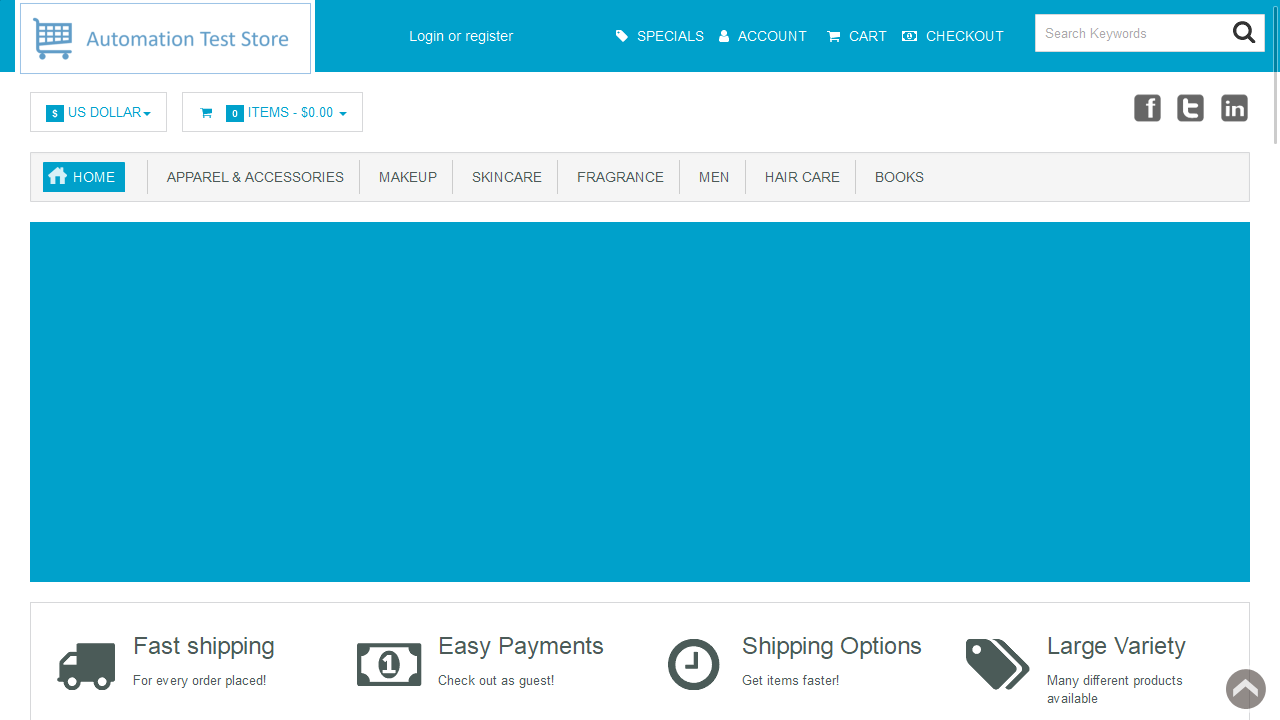 Automation Test Store
Login or register
SPECIALS ACCOUNT CART CHECKOUT
Search Keywords
$ US DOLLAR
0 ITEMS - $0.00
f t in
HOME APPAREL & ACCESSORIES MAKEUP SKINCARE FRAGRANCE MEN HAIR CARE BOOKS
Fast shipping
For every order placed!
1
Easy Payments
Check out as guest!
Shipping Options
Get items faster!
Large Variety
Many different products
available